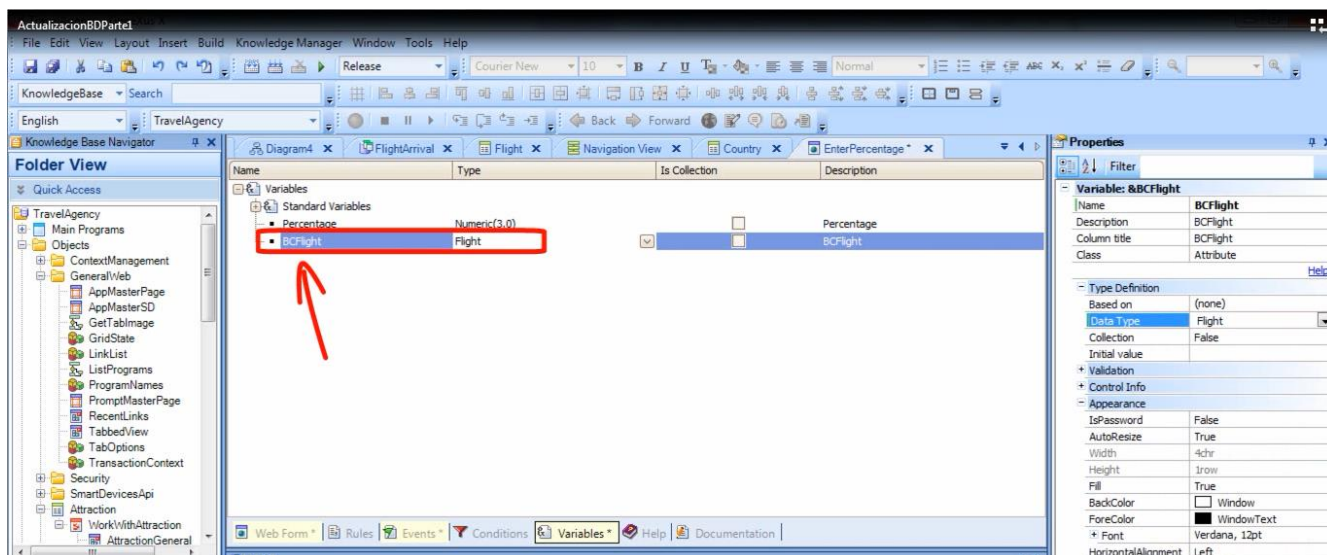 ActualizacionBDParte1
File Edit View Layout Insert Build Knowledge Manager Window Tools Help
Release Courier New 10 B I U Normal ABC
KnowledgeBase Search
English TravelAgency Back Forward
Knowledge Base Navigator
Folder View
Quick Access
TravelAgency
Main Programs
Objects
ContextManagement
GeneralWeb
AppMasterPage
AppMasterSD
GetTabImage
GridState
LinkList
ListPrograms
ProgramNames
PromptMasterPage
RecentLinks
TabbedView
TabOptions
TransactionContext
Security
SmartDevicesApi
Attraction
WorkWithAttraction
AttractionGeneral
Diagram4 FlightArrival Flight Navigation View Country EnterPercentage *
Name Type Is Collection Description
Variables
Standard Variables
Percentage Numeric(3.0) Percentage
BCFlight Flight BCFlight
Web Form * Rules Events * Conditions Variables * Help Documentation
Properties
Filter
Variable: &BCFlight
Name BCFlight
Description BCFlight
Column title BCFlight
Class Attribute
Help
Type Definition
Based on (none)
Data Type Flight
Collection False
Initial value
Validation
Control Info
Appearance
IsPassword False
AutoResize True
Width 4chr
Height 1row
Fill True
BackColor Window
ForeColor WindowText
Font Verdana, 12pt
HorizontalAlignment Left